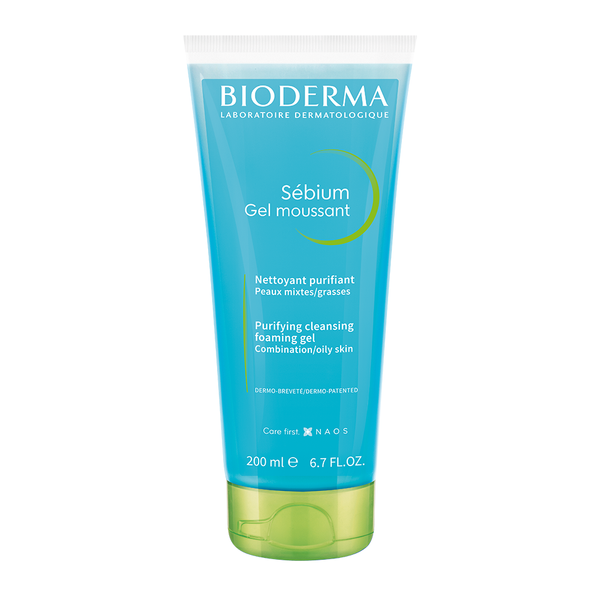 BIODERMA
LABORATOIRE DERMATOLOGIQUE
Sébium
Gel moussant
Nettoyant purifiant
Peaux mixtes/grasses
Purifying cleansing
foaming gel
Combination/oily skin
DERMO-BREVETÉ/DERMO-PATENTED
Care first. NAOS
200 ml ℮ 6.7 FL.OZ.